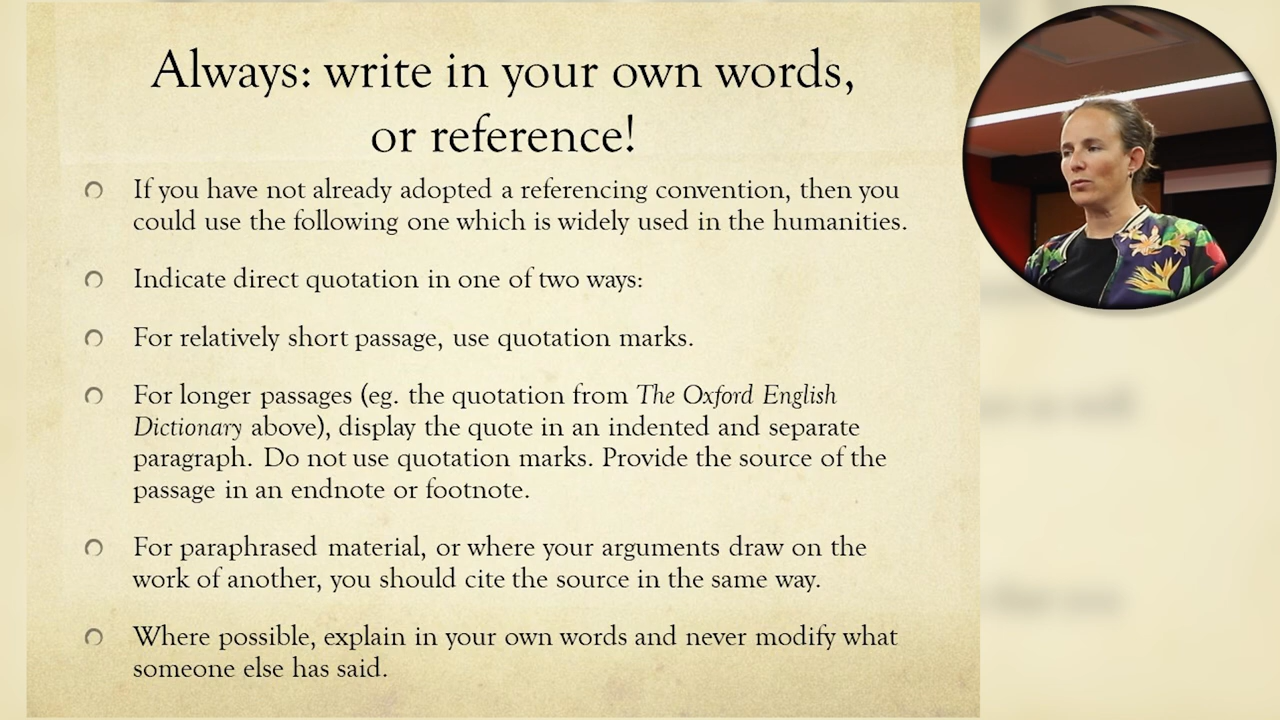 Always: write in your own words,
or reference!
If you have not already adopted a referencing convention, then you
could use the following one which is widely used in the humanities.
Indicate direct quotation in one of two ways:
For relatively short passage, use quotation marks.
For longer passages (eg. the quotation from The Oxford English
Dictionary above), display the quote in an indented and separate
paragraph. Do not use quotation marks. Provide the source of the
passage in an endnote or footnote.
For paraphrased material, or where your arguments draw on the
work of another, you should cite the source in the same way.
Where possible, explain in your own words and never modify what
someone else has said.